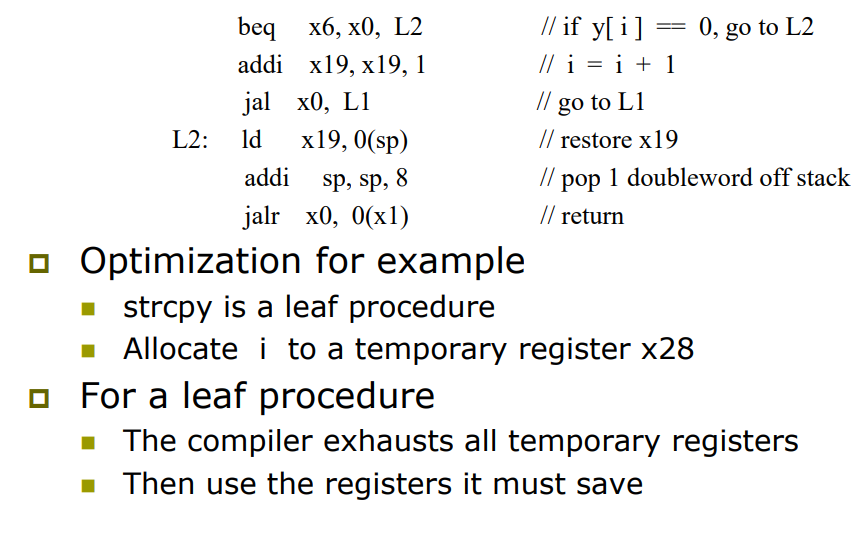 beq x6, x0, L2 // if y[ i ] == 0, go to L2
addi x19, x19, 1 // i = i + 1
jal x0, L1 // go to L1
L2: ld x19, 0(sp) // restore x19
addi sp, sp, 8 // pop 1 doubleword off stack
jalr x0, 0(x1) // return
Optimization for example
strcpy is a leaf procedure
Allocate i to a temporary register x28
For a leaf procedure
The compiler exhausts all temporary registers
Then use the registers it must save